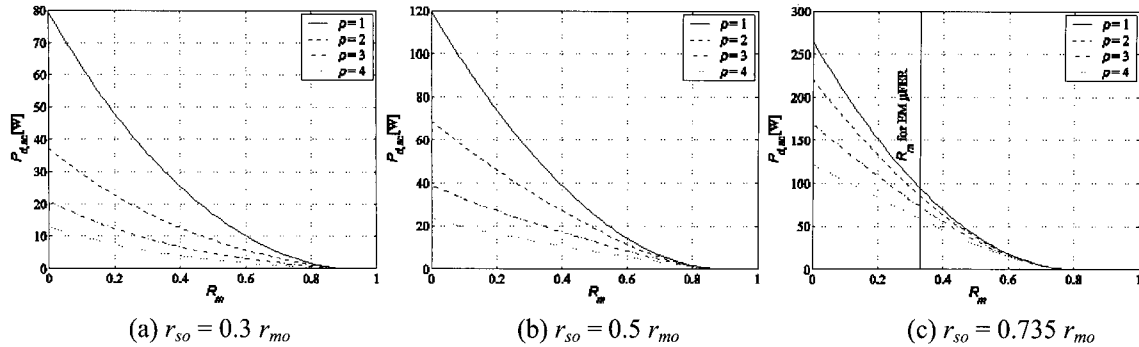 80
70
60
50
40
30
20
10
0
P_d,ac [W]
0 0.2 0.4 0.6 0.8 1
R_m
p = 1
p = 2
p = 3
p = 4
(a) r_so = 0.3 r_mo
120
100
80
60
40
20
0
P_d,ac [W]
0 0.2 0.4 0.6 0.8 1
R_m
p = 1
p = 2
p = 3
p = 4
(b) r_so = 0.5 r_mo
300
250
200
150
100
50
0
P_d,ac [W]
0 0.2 0.4 0.6 0.8 1
R_m
R_m for EM µFER
p = 1
p = 2
p = 3
p = 4
(c) r_so = 0.735 r_mo